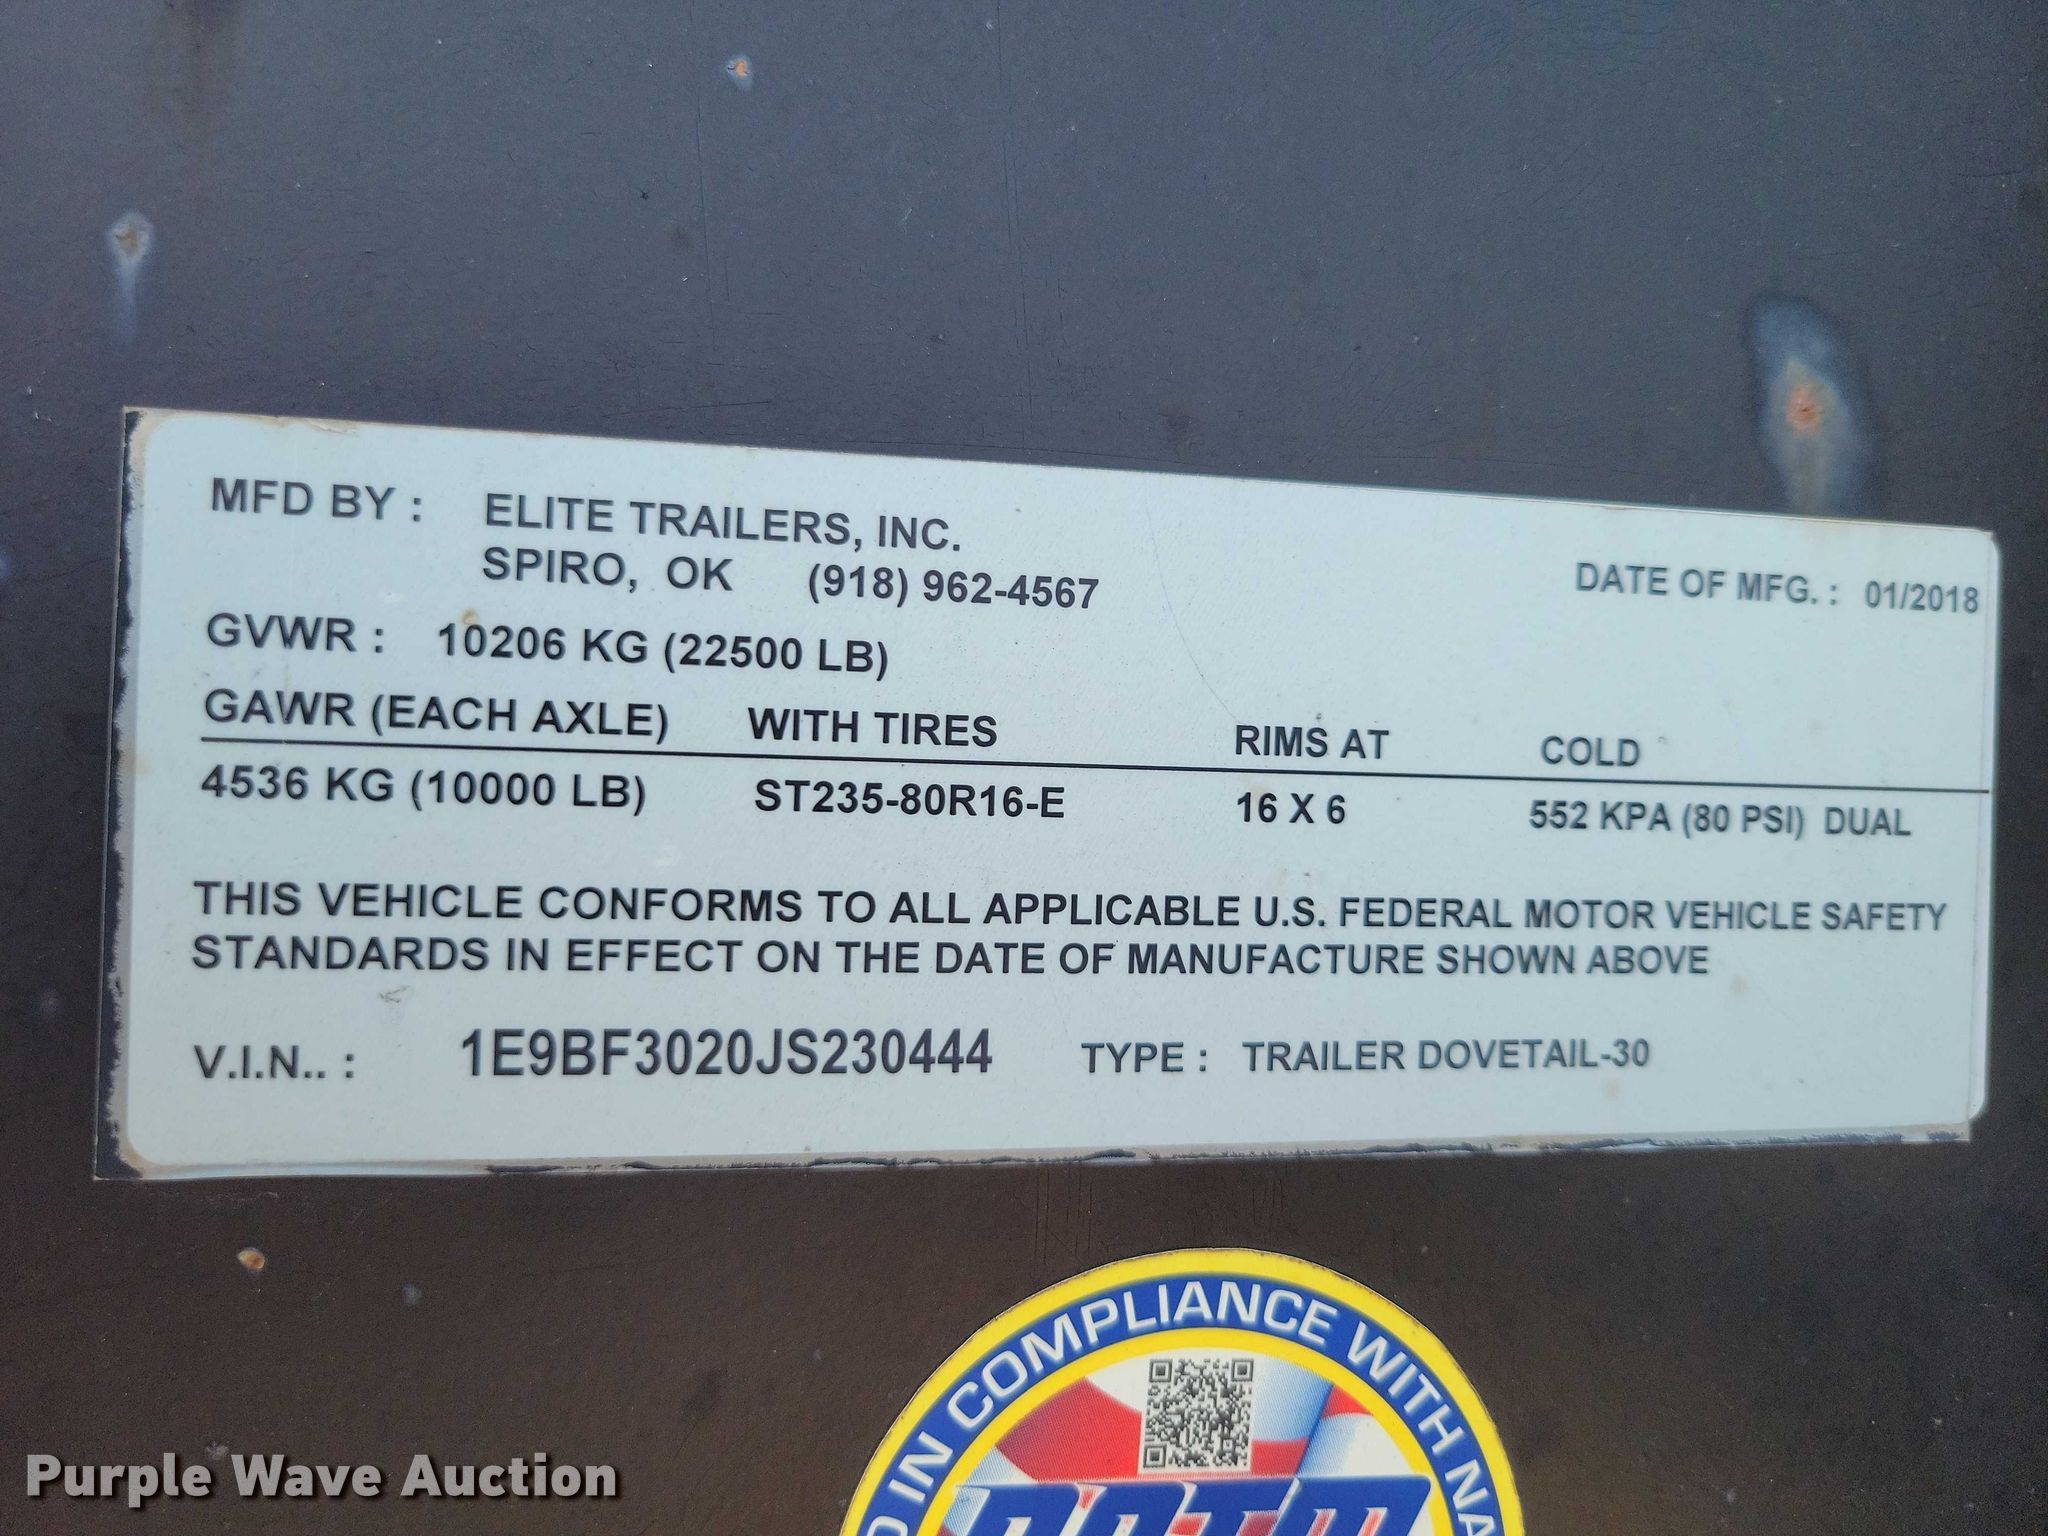 MFD BY : ELITE TRAILERS, INC.
SPIRO, OK (918) 962-4567
DATE OF MFG. : 01/2018
GVWR : 10206 KG (22500 LB)
GAWR (EACH AXLE) WITH TIRES RIMS AT COLD
4536 KG (10000 LB) ST235-80R16-E 16 X 6 552 KPA (80 PSI) DUAL
THIS VEHICLE CONFORMS TO ALL APPLICABLE U.S. FEDERAL MOTOR VEHICLE SAFETY
STANDARDS IN EFFECT ON THE DATE OF MANUFACTURE SHOWN ABOVE
V.I.N.. : 1E9BF3020JS230444 TYPE : TRAILER DOVETAIL-30
IN COMPLIANCE WITH
Purple Wave Auction